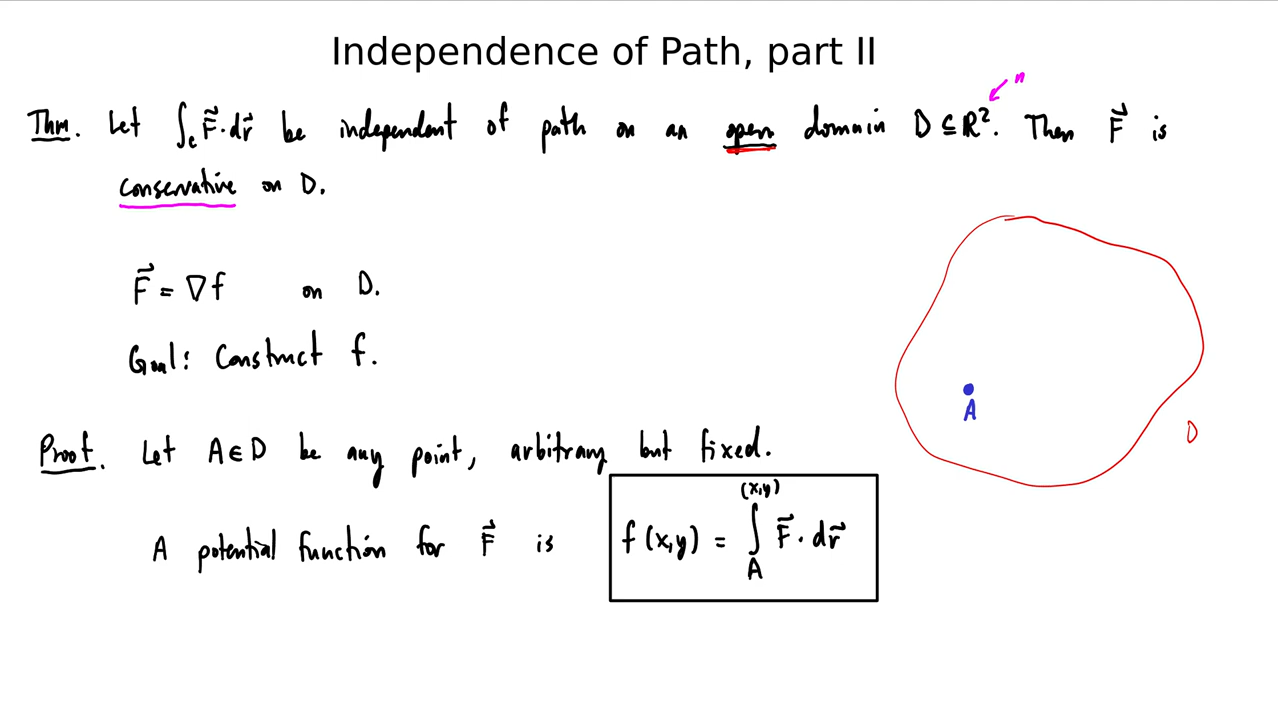 Independence of Path, part II
n
Thm. Let ∫_C F⃗·dr⃗ be independent of path on an open domain D ⊆ R². Then F⃗ is
conservative on D.
F⃗ = ∇f on D.
Goal: Construct f.
A
D
Proof. Let A∈D be any point, arbitrary but fixed.
A potential function for F⃗ is f(x,y) = ∫_A^(x,y) F⃗·dr⃗